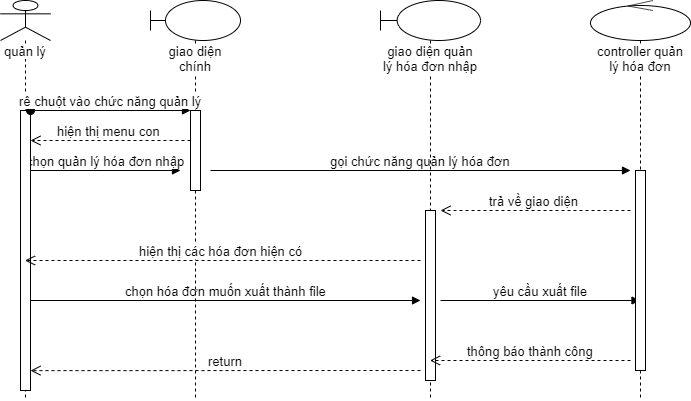 quản lý
giao diện
chính
giao diện quản
lý hóa đơn nhập
controller quản
lý hóa đơn
rê chuột vào chức năng quản lý
hiện thị menu con
chọn quản lý hóa đơn nhập
gọi chức năng quản lý hóa đơn
trả về giao diện
hiện thị các hóa đơn hiện có
chọn hóa đơn muốn xuất thành file
yêu cầu xuất file
thông báo thành công
return